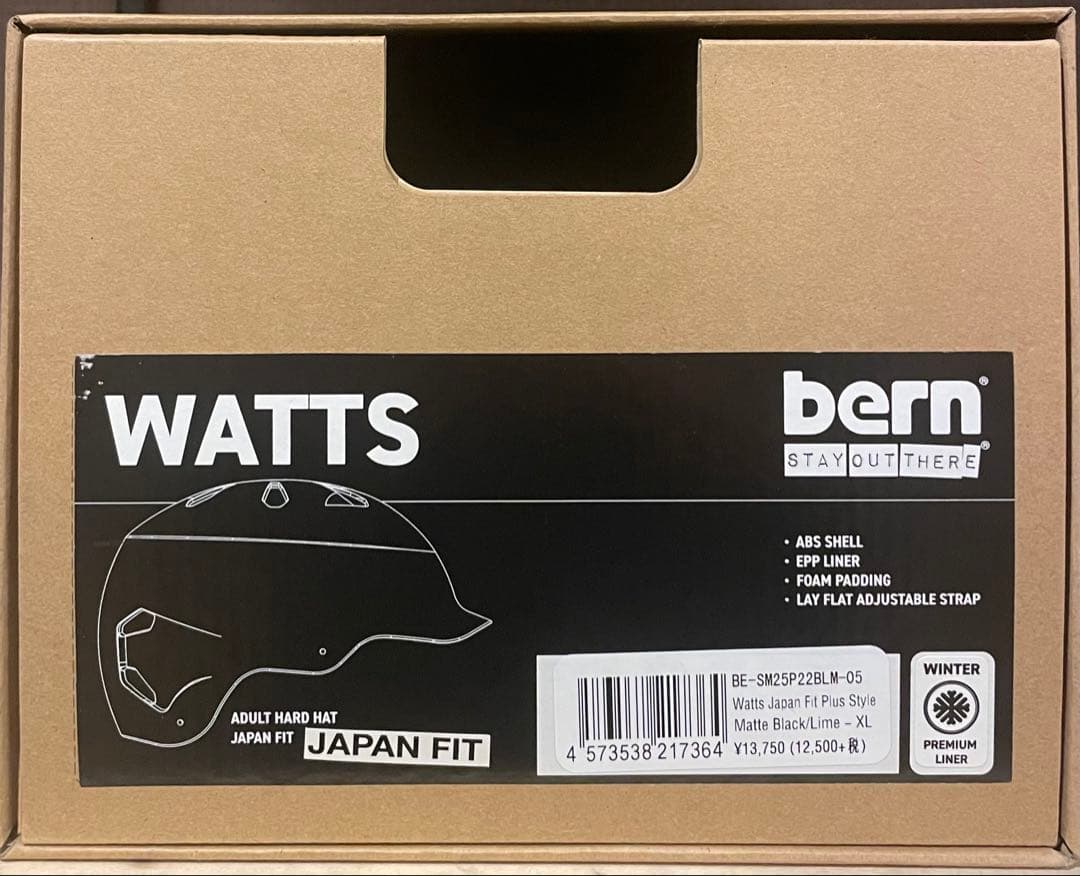 WATTS
bern®
STAY OUT THERE®
• ABS SHELL
• EPP LINER
• FOAM PADDING
• LAY FLAT ADJUSTABLE STRAP
ADULT HARD HAT
JAPAN FIT
JAPAN FIT
BE-SM25P22BLM-05
Watts Japan Fit Plus Style
Matte Black/Lime - XL
¥13,750 (12,500+税)
4 573538 217364
WINTER
PREMIUM
LINER